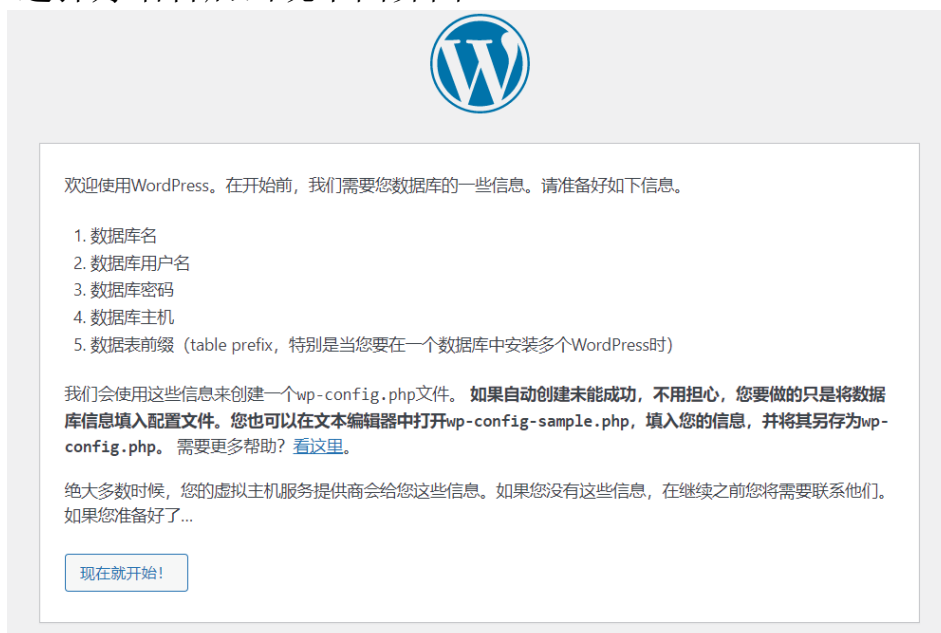 欢迎使用WordPress。在开始前，我们需要您数据库的一些信息。请准备好如下信息。
1. 数据库名
2. 数据库用户名
3. 数据库密码
4. 数据库主机
5. 数据表前缀（table prefix，特别是当您要在一个数据库中安装多个WordPress时）
我们会使用这些信息来创建一个wp-config.php文件。 如果自动创建未能成功，不用担心，您要做的只是将数据
库信息填入配置文件。您也可以在文本编辑器中打开wp-config-sample.php，填入您的信息，并将其另存为wp-
config.php。 需要更多帮助？看这里。
绝大多数时候，您的虚拟主机服务提供商会给您这些信息。如果您没有这些信息，在继续之前您将需要联系他们。
如果您准备好了…
现在就开始！